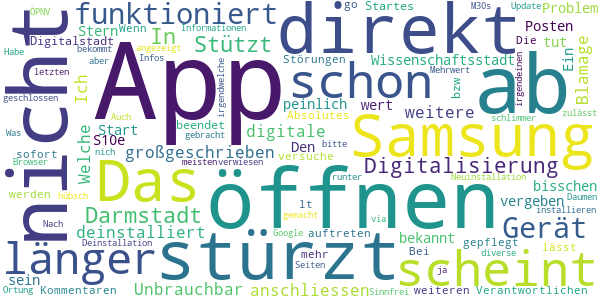 ÖPNV
funktioniert
direkt
go
Startes
M30s
Update
Problem
Digitalstadt
Stern
Wenn
Informationen
Die
Posten
Habe
bekommt
angezeigt
In
Stützt
Störungen
Wissenschaftsstadt
Ein
tut
Blamage
letzten
aber
Infos
irgendwelche
schon
Browser
Mehrwert
irgendeinen
ab
geschlossen
nicht
Ich
App
peinlich
wert
bzw
Auch
beendet
gebracht
Absolutes
weitere
schlimmer
Was
Start
digitale
Samsung
Welche
S10e
Den
nich
versuche
bitte
zulässt
sofort
großgeschrieben
meistenverwiesen
Digitalisierung
Browser
runter
Neuinstallation
werden
hübsch
Das
öffnen
bisschen
Daumen
Darmstadt
lt
vergeben
installieren
Nach
deinstalliert
gemacht
via
Gerät
Deinstallation
Google
auftreten
bekannt
gepflegt
diverse
länger
stürzt
mehr
Bei
lässt
scheint
sein
Seiten
ja
Ortung
Kommentaren
Unbrauchbar
anschliessen
Sinnfrei
weiteren
Verantwortlichen